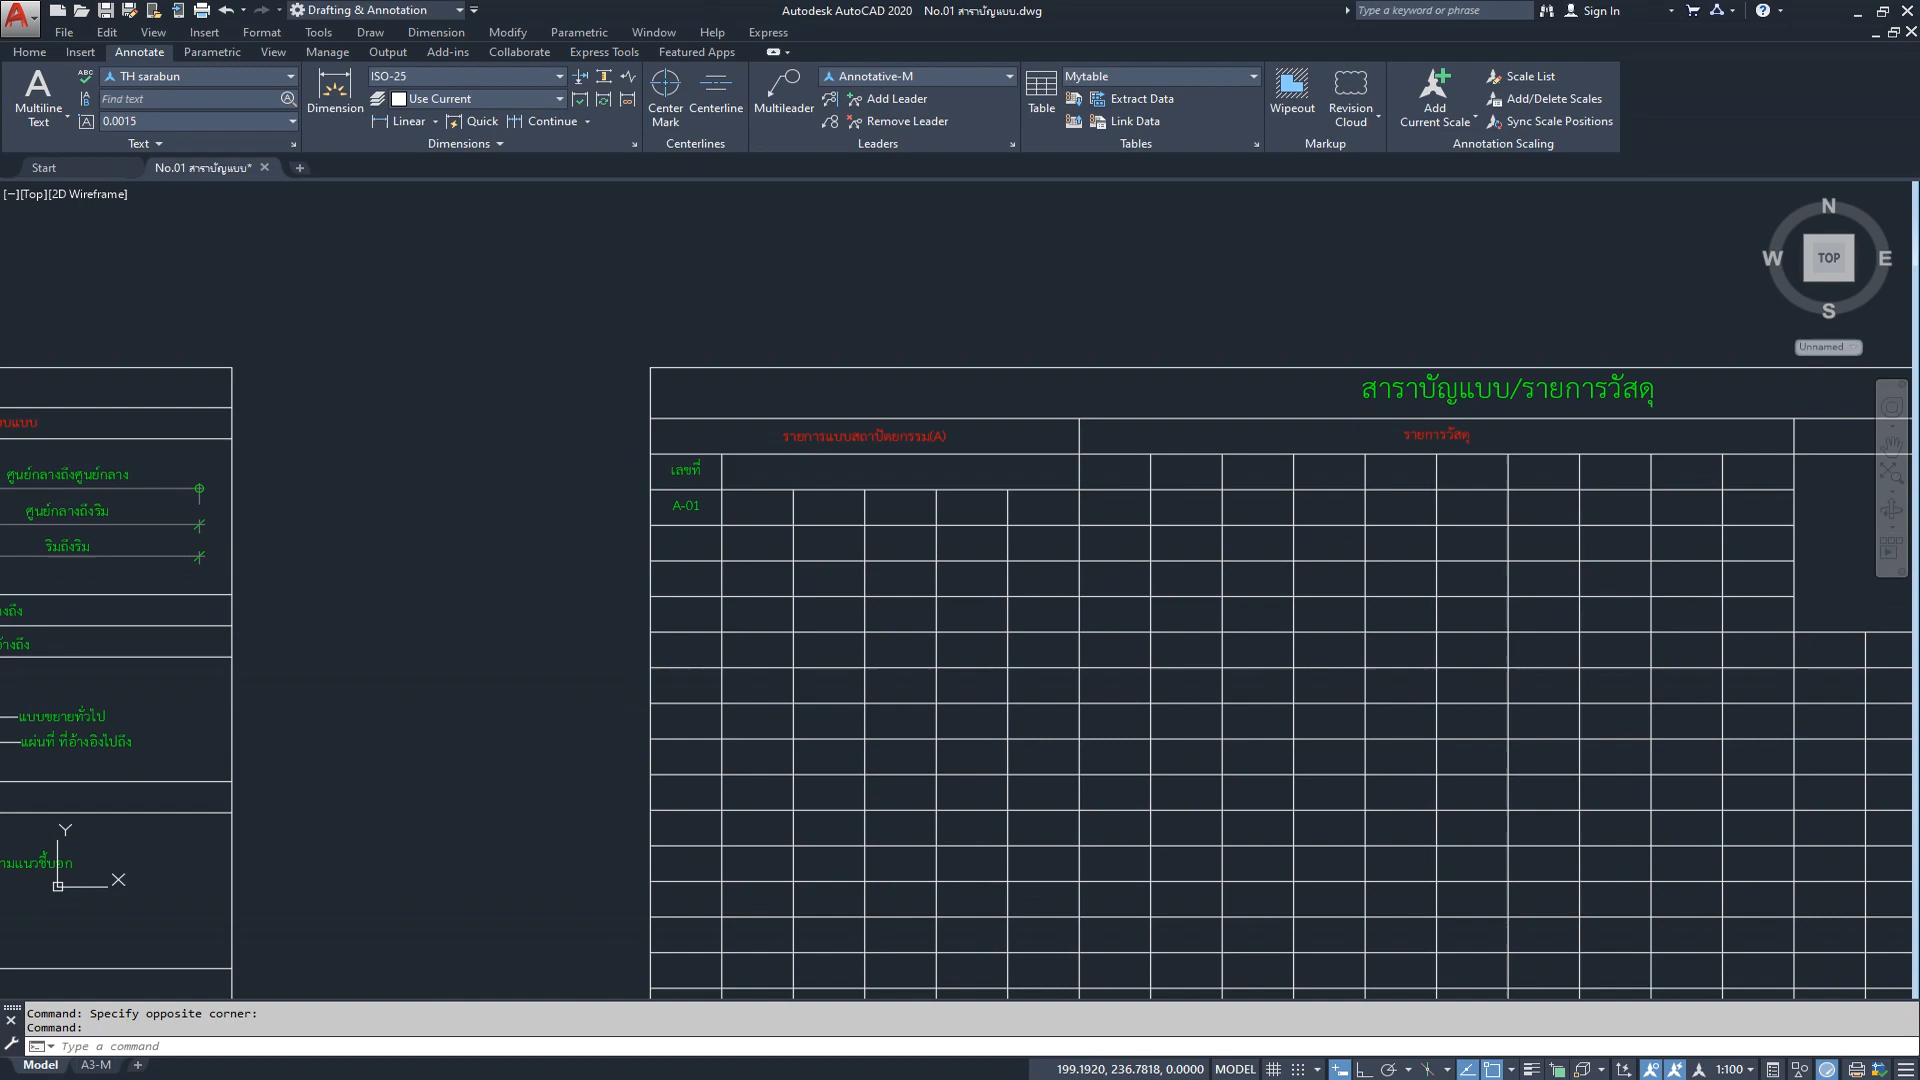 Drafting & Annotation
Autodesk AutoCAD 2020 No.01 สาราบัญแบบ.dwg
Type a keyword or phrase
Sign In
File Edit View Insert Format Tools Draw Dimension Modify Parametric Window Help Express
Home Insert Annotate Parametric View Manage Output Add-ins Collaborate Express Tools Featured Apps
Multiline Text
ABC
TH sarabun
Find text
0.0015
Text
Dimension
ISO-25
Use Current
Linear Quick Continue
Dimensions
Center Mark
Centerline
Centerlines
Multileader
Annotative-M
Add Leader
Remove Leader
Leaders
Table
Mytable
Extract Data
Link Data
Tables
Wipeout
Revision Cloud
Markup
Add Current Scale
Scale List
Add/Delete Scales
Sync Scale Positions
Annotation Scaling
Start
No.01 สาราบัญแบบ*
[−][Top][2D Wireframe]
N
W TOP E
S
Unnamed
สาราบัญแบบ/รายการวัสดุ
รายการแบบสถาปัตยกรรม(A)
รายการวัสดุ
เลขที่
A-01
ศูนย์กลางถึงศูนย์กลาง
ศูนย์กลางถึงริม
ริมถึงริม
แบบขยายทั่วไป
แผ่นที่ ที่อ้างอิงไปถึง
ามแนวชี้บอก
Y
X
Command: Specify opposite corner:
Command:
Type a command
Model A3-M
199.1920, 236.7818, 0.0000 MODEL
1:100